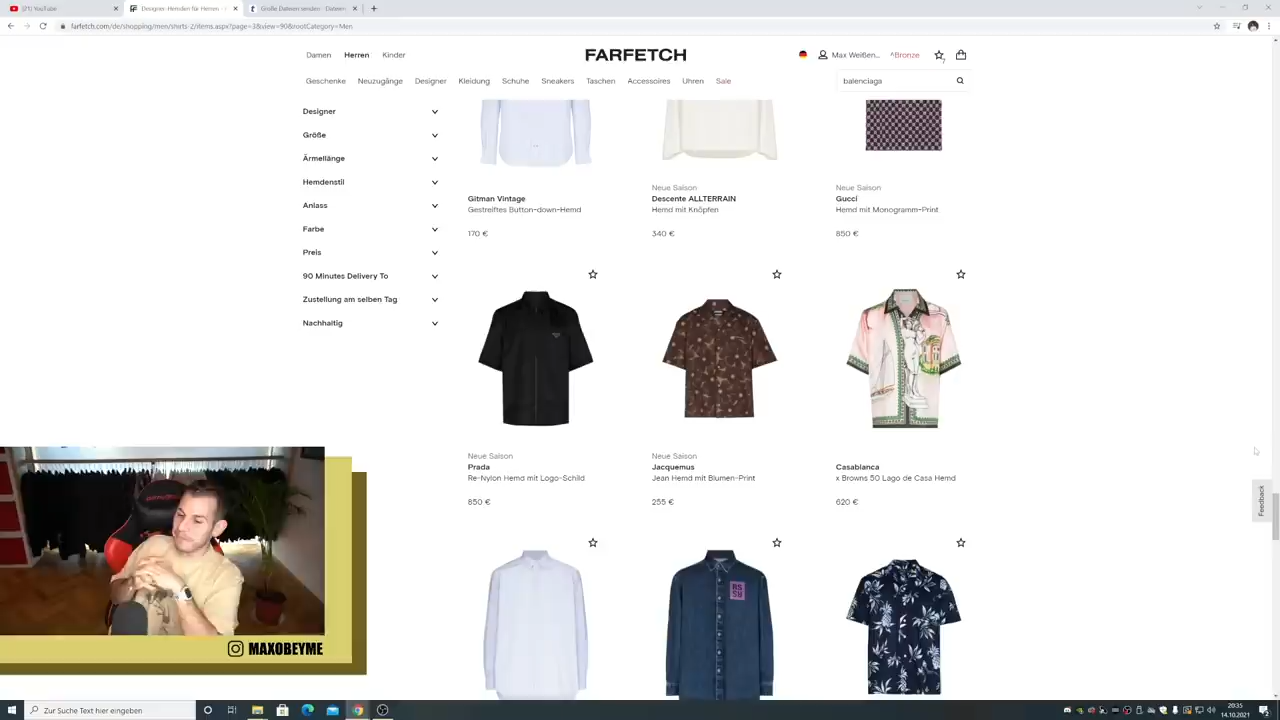 (21) YouTube
Designer-Hemden für Herren -
Große Dateien senden - Dateien
farfetch.com/de/shopping/men/shirts-2/items.aspx?page=3&view=90&rootCategory=Men
Damen
Herren
Kinder
FARFETCH
Max Weißen...
^Bronze
7
Geschenke
Neuzugänge
Designer
Kleidung
Schuhe
Sneakers
Taschen
Accessoires
Uhren
Sale
balenciaga
Designer
Größe
Ärmellänge
Hemdenstil
Anlass
Farbe
Preis
90 Minutes Delivery To
Zustellung am selben Tag
Nachhaltig
Gitman Vintage
Gestreiftes Button-down-Hemd
170 €
Neue Saison
Descente ALLTERRAIN
Hemd mit Knöpfen
340 €
Neue Saison
Gucci
Hemd mit Monogramm-Print
850 €
Neue Saison
Prada
Re-Nylon Hemd mit Logo-Schild
850 €
Neue Saison
Jacquemus
Jean Hemd mit Blumen-Print
255 €
Casablanca
x Browns 50 Lago de Casa Hemd
620 €
Feedback
MAXOBEYME
Zur Suche Text hier eingeben
20:35
14.10.2021